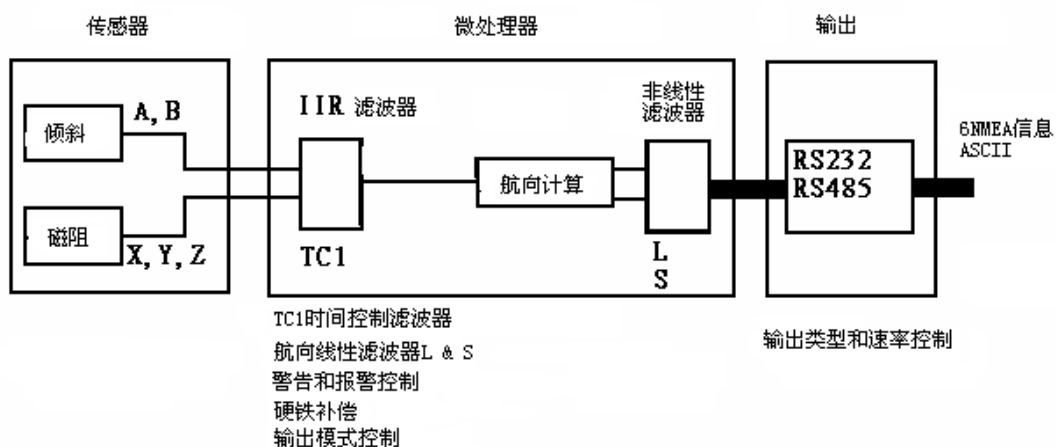 传感器
微处理器
输出
倾斜
A, B
磁阻
X, Y, Z
IIR 滤波器
TC1
航向计算
非线性
滤波器
L
S
RS232
RS485
6NMEA信息
ASCII
TC1时间控制滤波器
航向线性滤波器L & S
警告和报警控制
硬铁补偿
输出模式控制
输出类型和速率控制